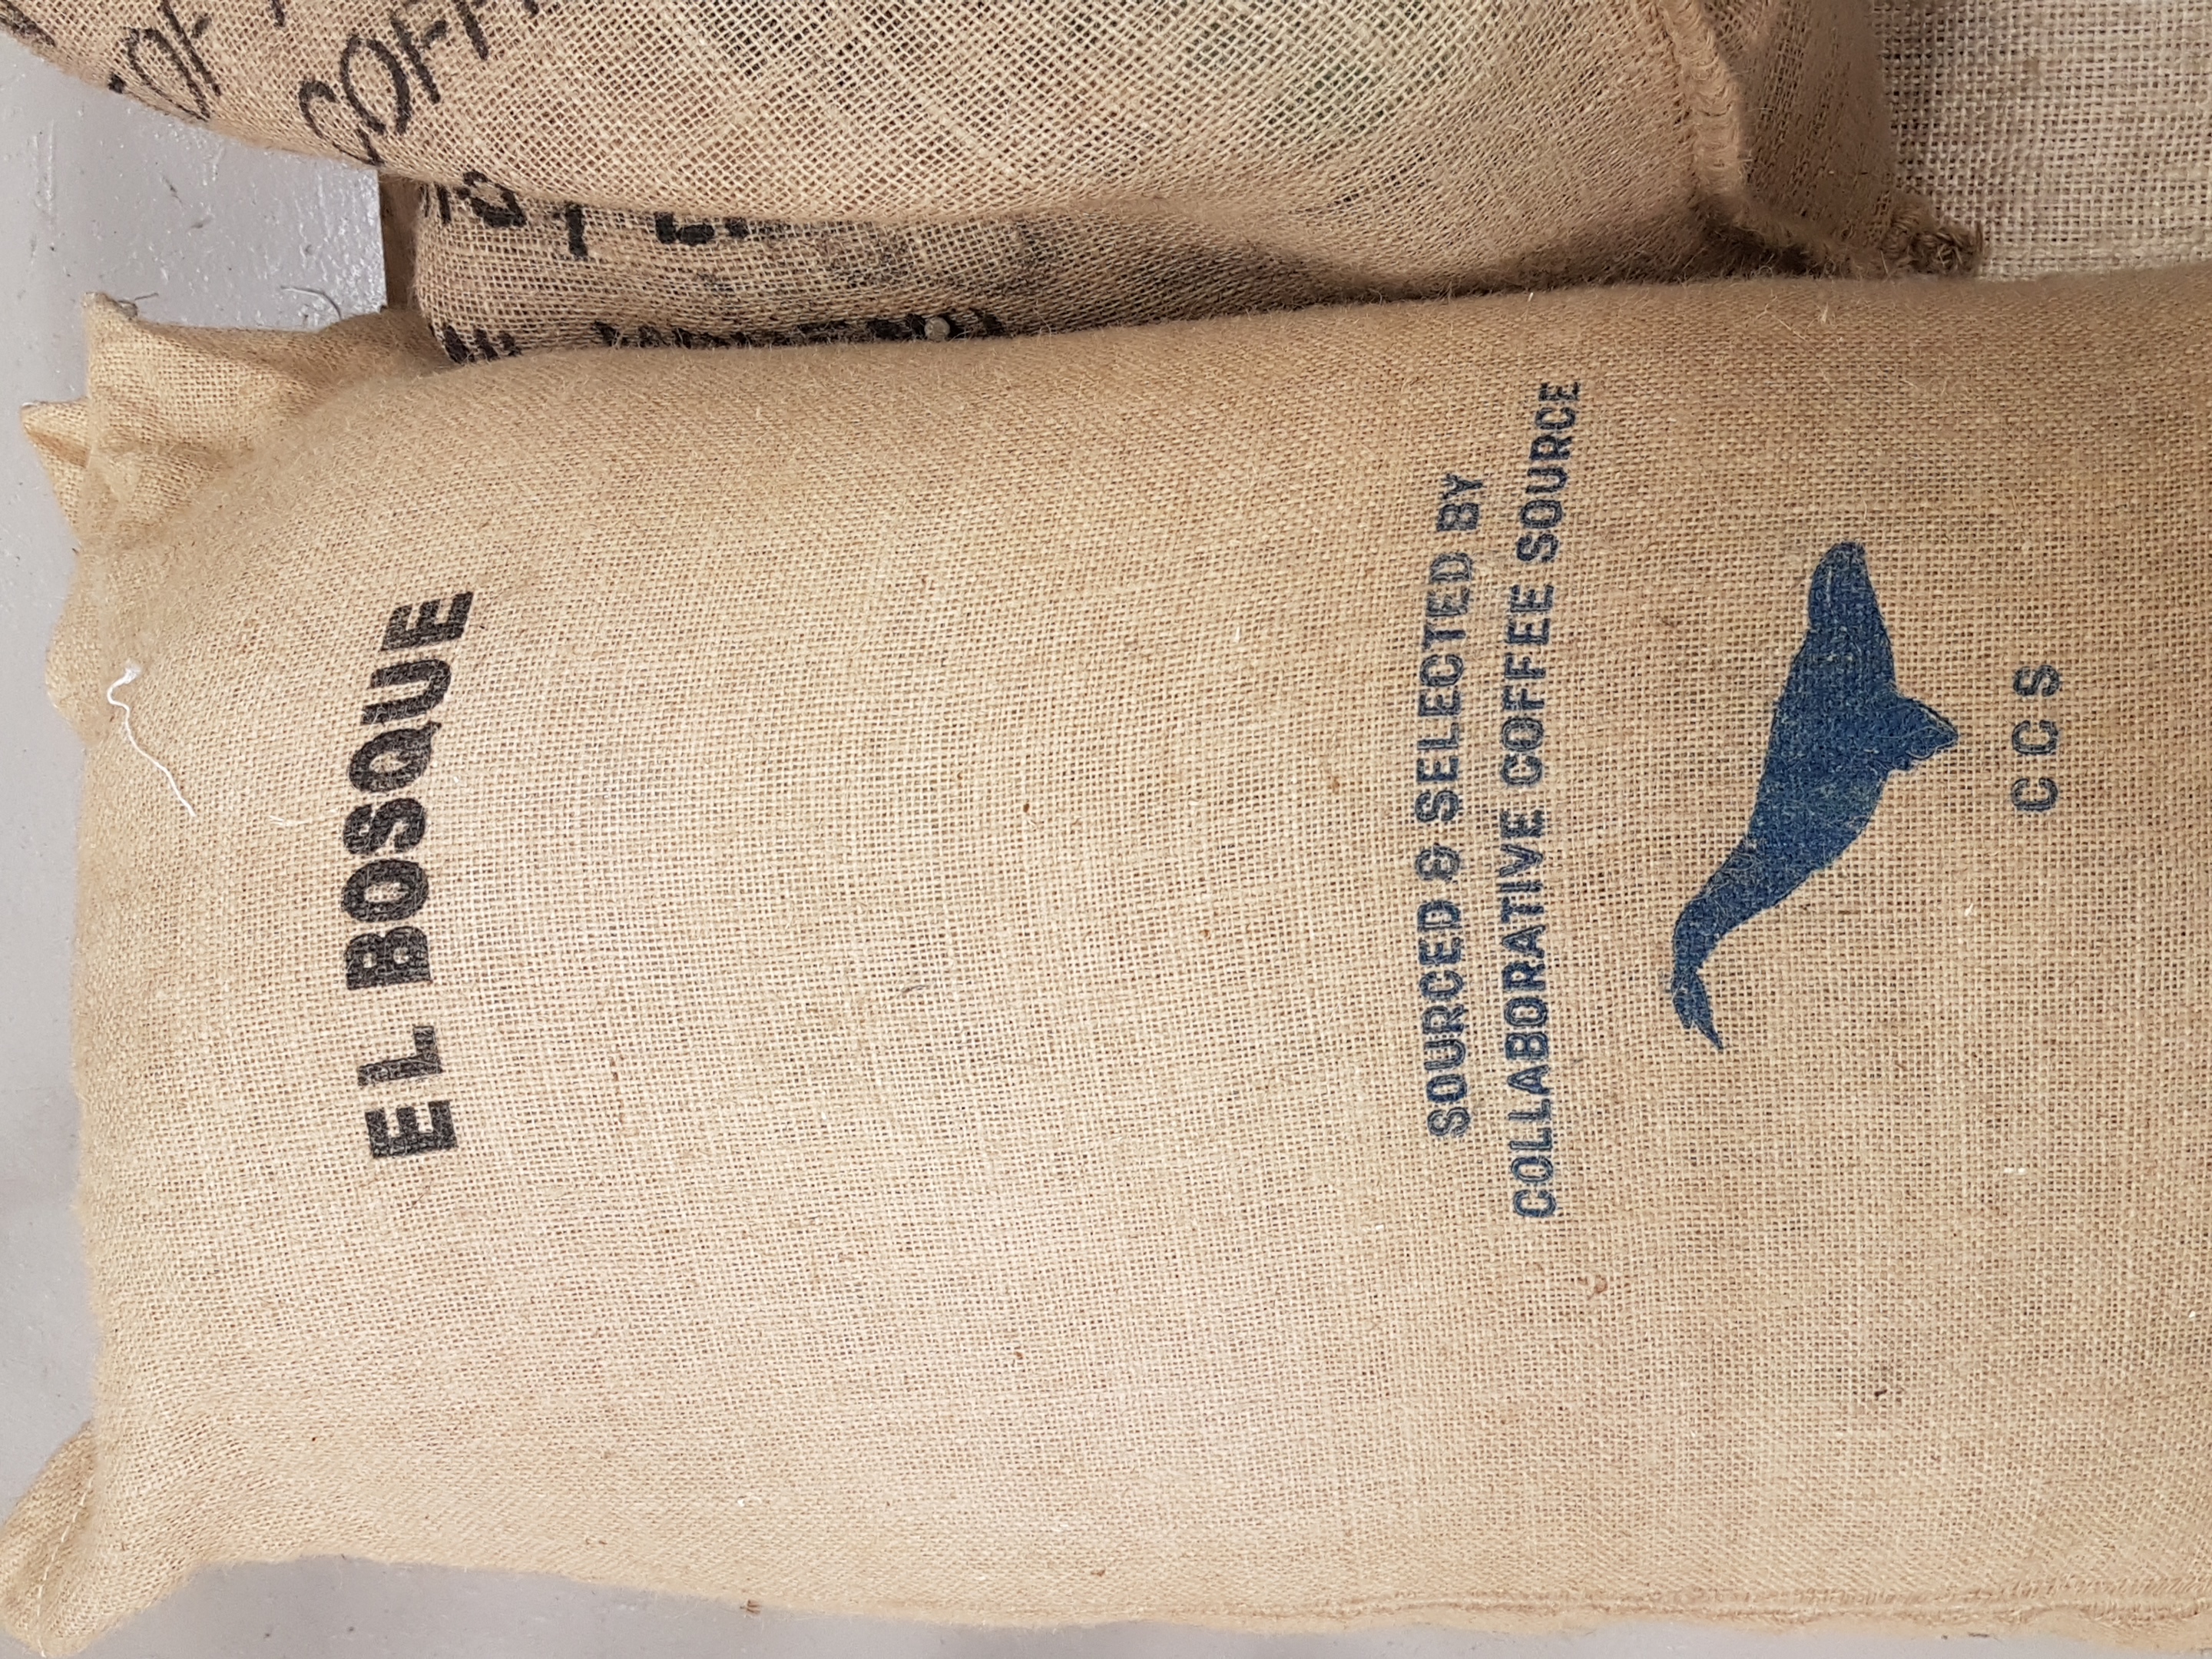 EL BOSQUE
SOURCED & SELECTED BY
COLLABORATIVE COFFEE SOURCE
CCS